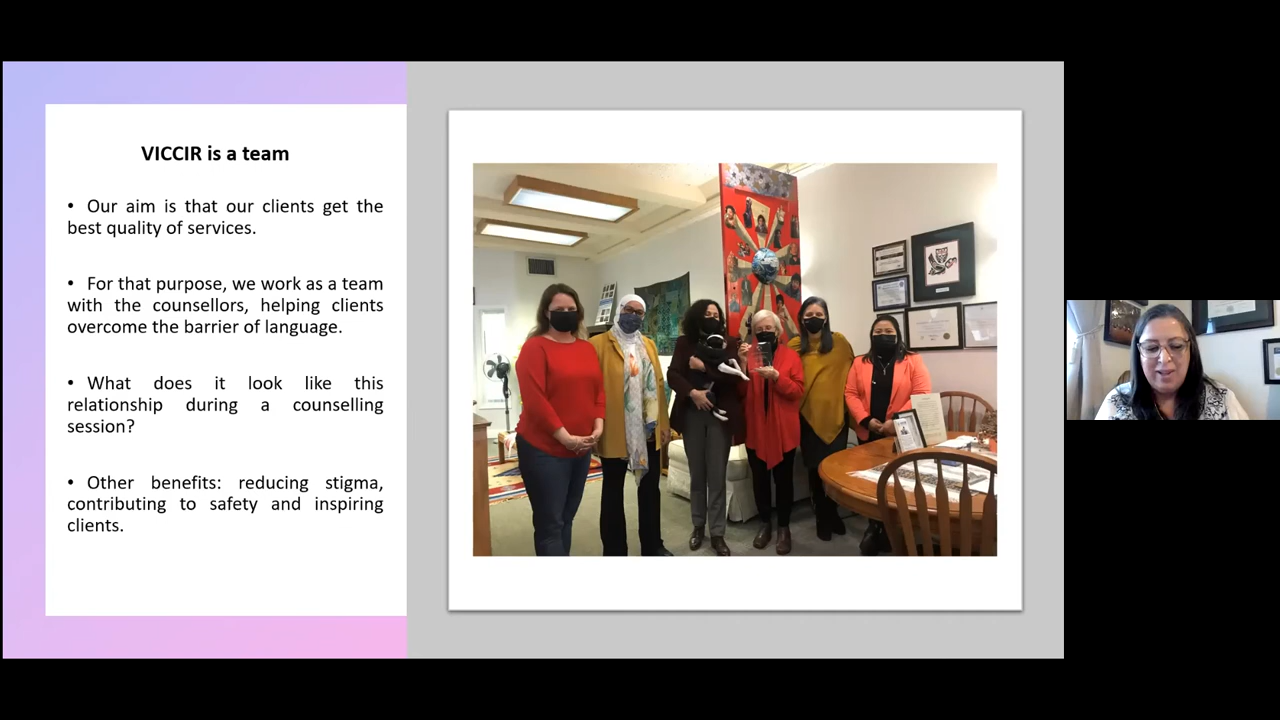 VICCIR is a team
• Our aim is that our clients get the
best quality of services.
• For that purpose, we work as a team
with the counsellors, helping clients
overcome the barrier of language.
• What does it look like this
relationship during a counselling
session?
• Other benefits: reducing stigma,
contributing to safety and inspiring
clients.